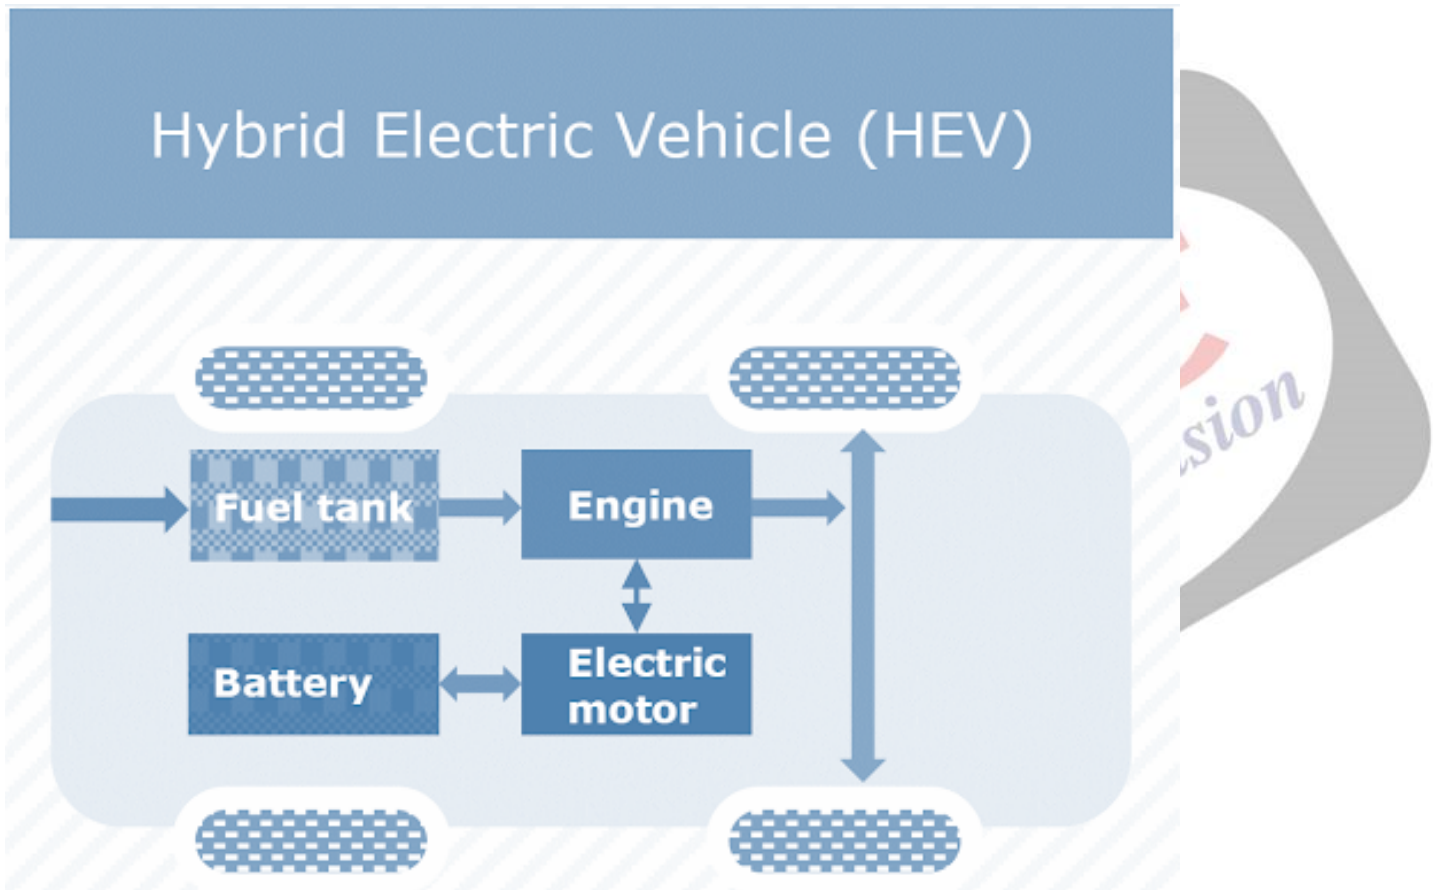 Hybrid Electric Vehicle (HEV)
Fuel tank
Engine
Battery
Electric
motor